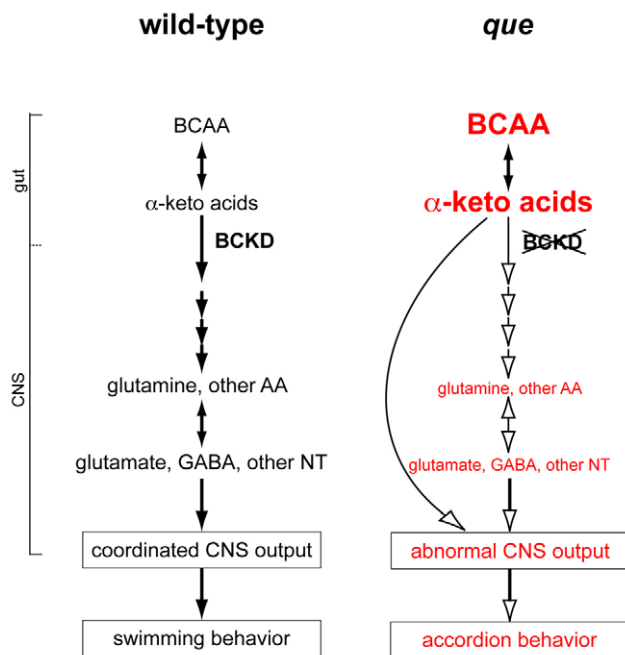 wild-type
que
gut
CNS
BCAA
α-keto acids
BCKD
glutamine, other AA
glutamate, GABA, other NT
coordinated CNS output
swimming behavior
BCAA
α-keto acids
BCKD
glutamine, other AA
glutamate, GABA, other NT
abnormal CNS output
accordion behavior